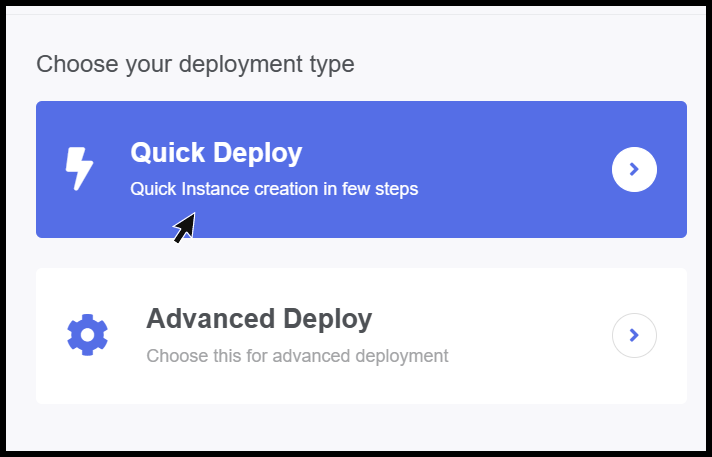 Choose your deployment type
Quick Deploy
Quick Instance creation in few steps
Advanced Deploy
Choose this for advanced deployment